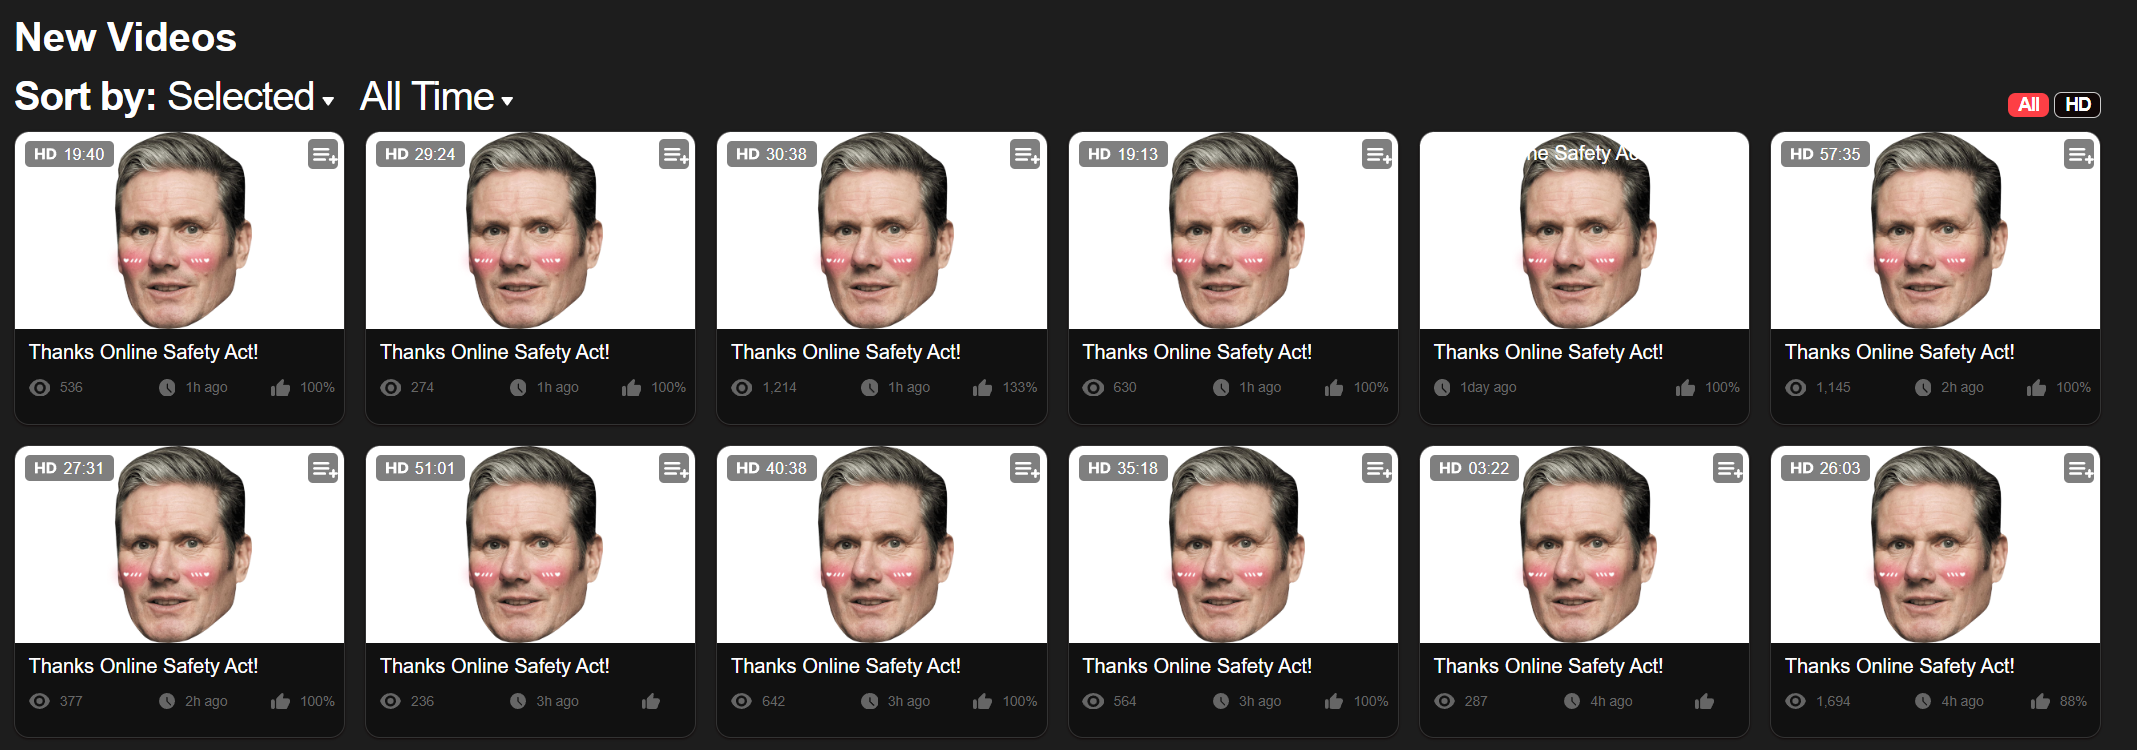 New Videos
Sort by: Selected All Time
All HD
HD 19:40
HD 29:24
HD 30:38
HD 19:13
ne Safety Ac
HD 57:35
Thanks Online Safety Act!
Thanks Online Safety Act!
Thanks Online Safety Act!
Thanks Online Safety Act!
Thanks Online Safety Act!
Thanks Online Safety Act!
536 1h ago 100%
274 1h ago 100%
1,214 1h ago 133%
630 1h ago 100%
1day ago 100%
1,145 2h ago 100%
HD 27:31
HD 51:01
HD 40:38
HD 35:18
HD 03:22
HD 26:03
Thanks Online Safety Act!
Thanks Online Safety Act!
Thanks Online Safety Act!
Thanks Online Safety Act!
Thanks Online Safety Act!
Thanks Online Safety Act!
377 2h ago 100%
236 3h ago
642 3h ago 100%
564 3h ago 100%
287 4h ago
1,694 4h ago 88%